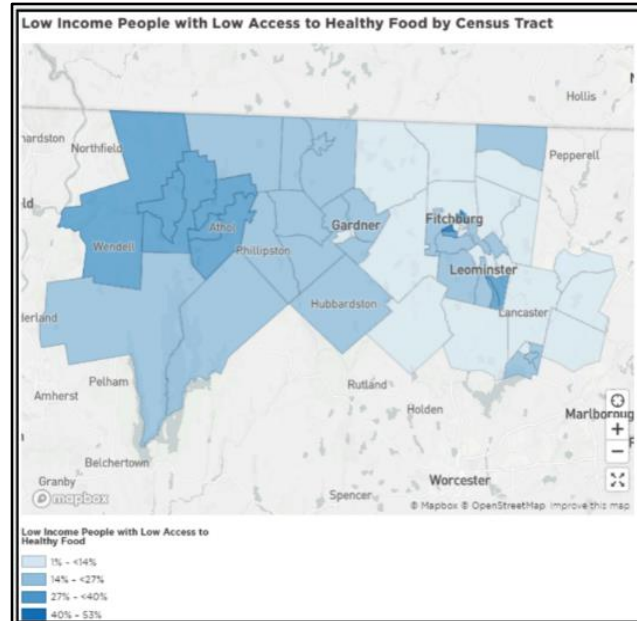 Low Income People with Low Access to Healthy Food by Census Tract
Hollis
Northfield
Pepperell
Gardner
Fitchburg
Athol
Wendell
Phillipston
Leominster
Hubbardston
Lancaster
Pelham
Amherst
Rutland
Holden
Belchertown
Granby
Worcester
Spencer
mapbox
© Mapbox © OpenStreetMap Improve this map
Low Income People with Low Access to
Healthy Food
1% - <14%
14% - <27%
27% - <40%
40% - 53%